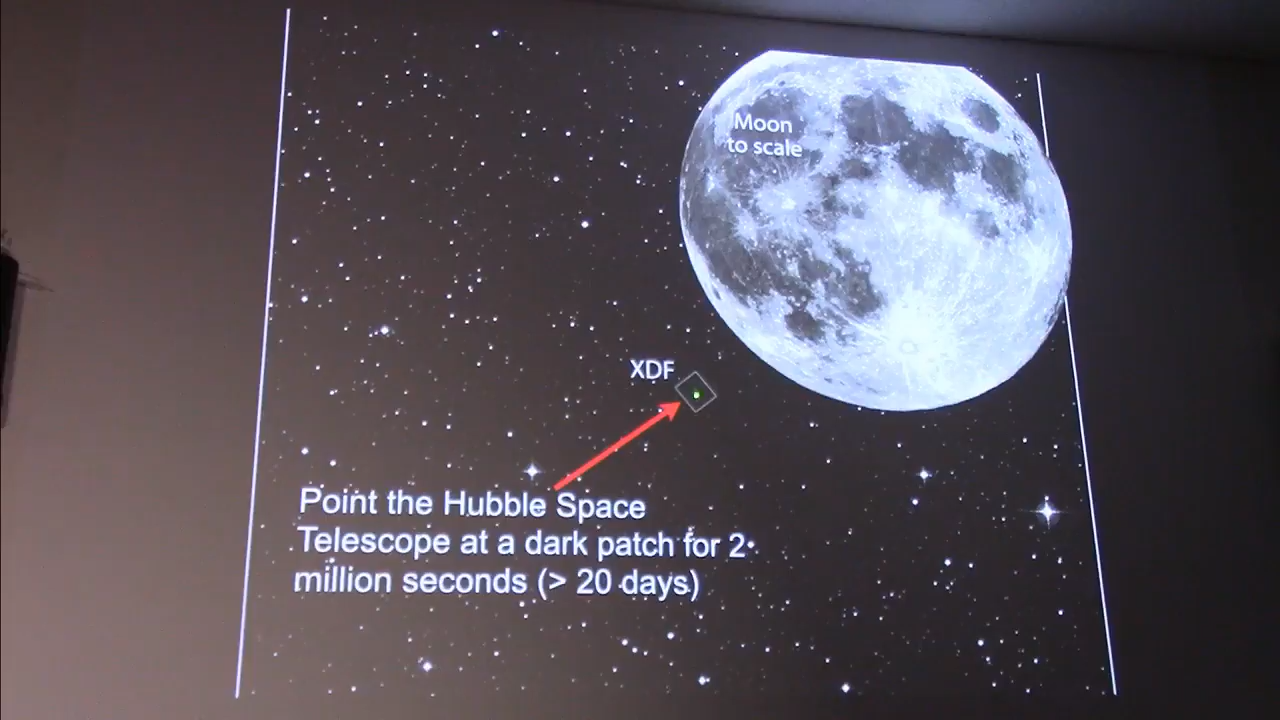 Moon
to scale
XDF
Point the Hubble Space
Telescope at a dark patch for 2
million seconds (> 20 days)